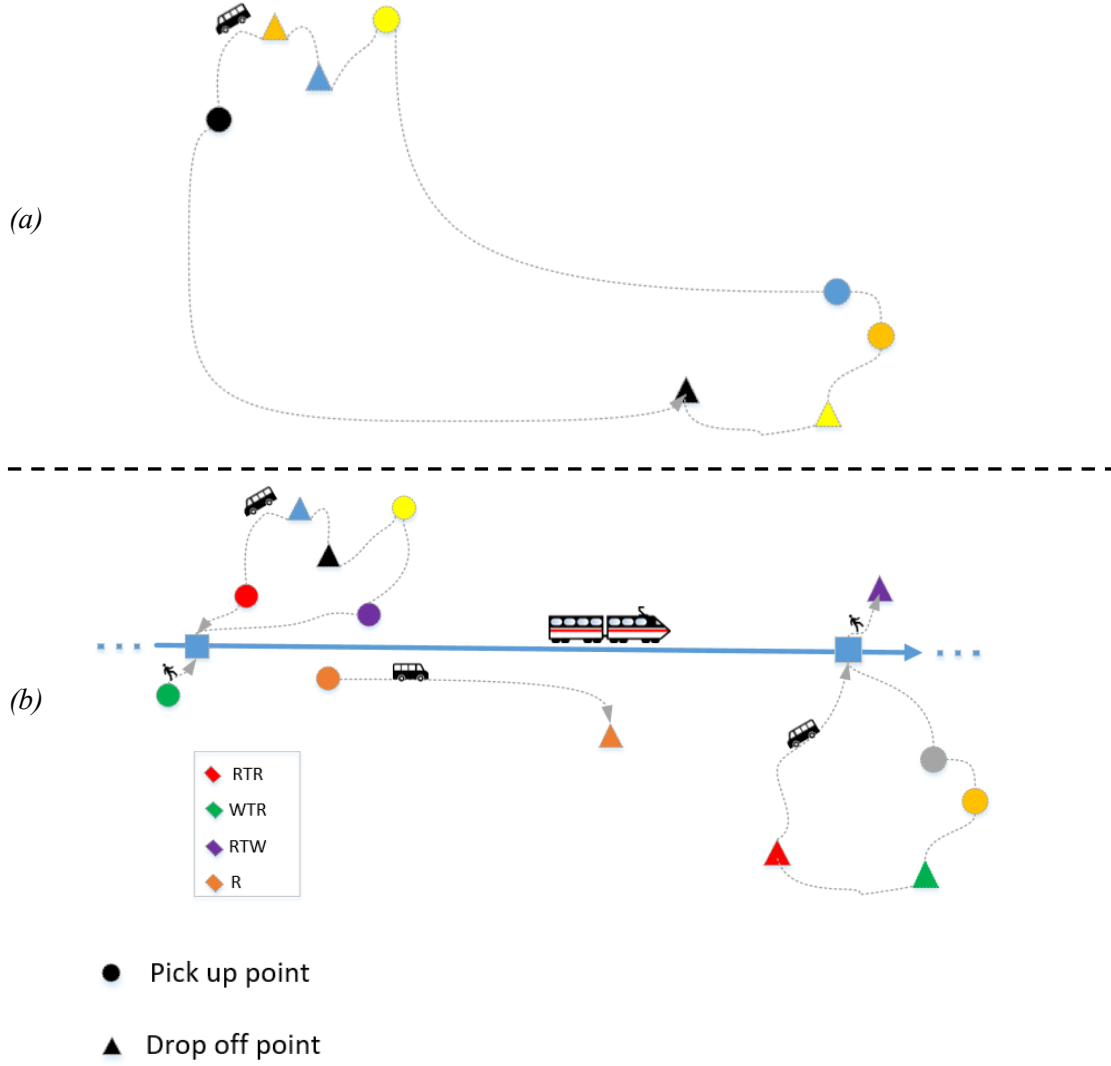 (a)
(b)
RTR
WTR
RTW
R
Pick up point
Drop off point